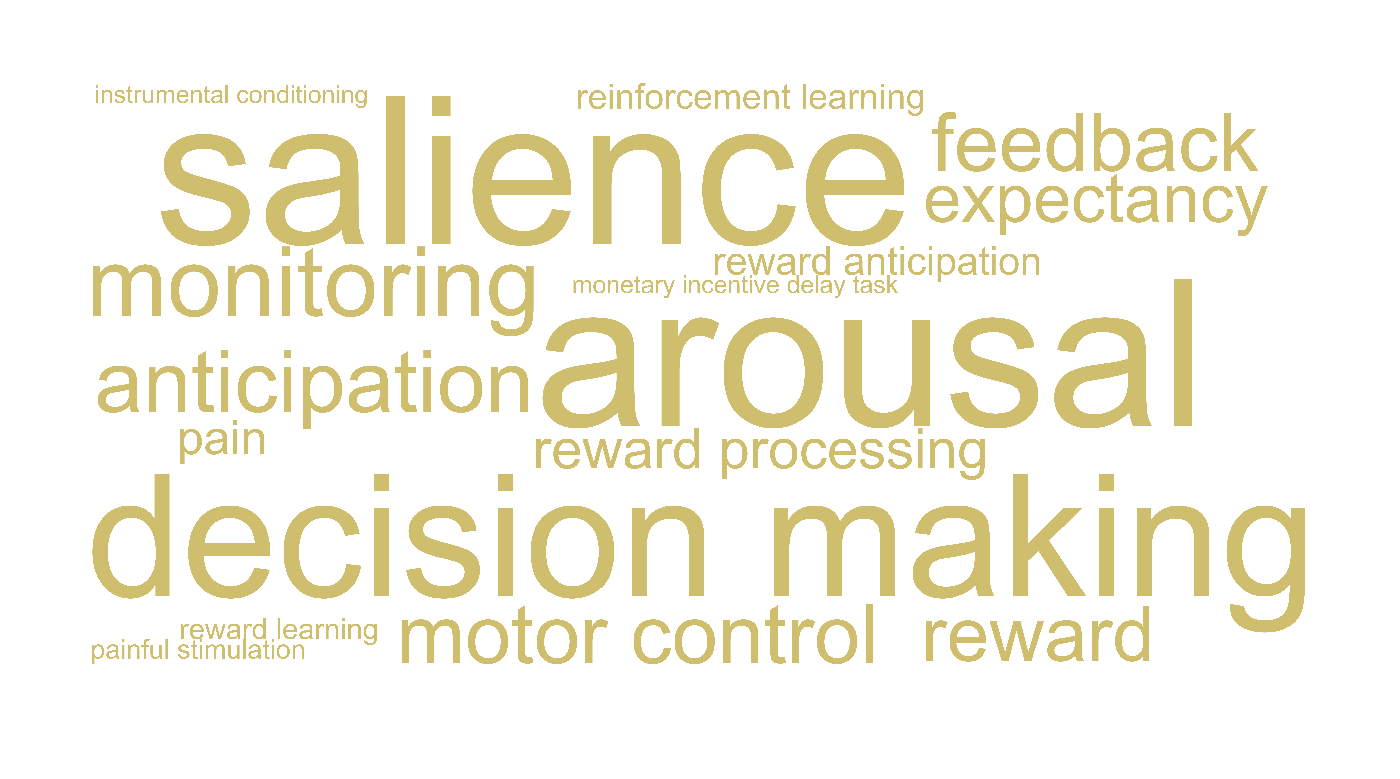 instrumental conditioning
reinforcement learning
salience
feedback
expectancy
monitoring
reward anticipation
monetary incentive delay task
arousal
anticipation
pain
reward processing
decision making
reward learning
painful stimulation
motor control
reward